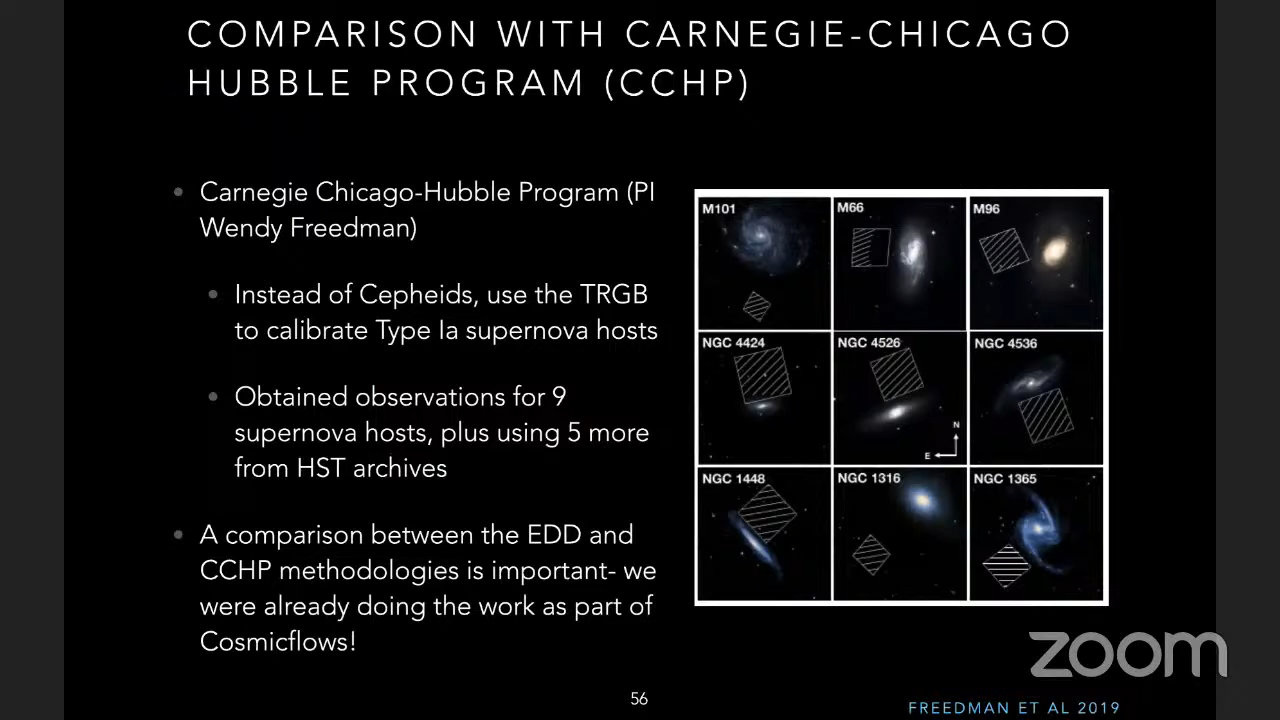 COMPARISON WITH CARNEGIE-CHICAGO
HUBBLE PROGRAM (CCHP)
• Carnegie Chicago-Hubble Program (PI
Wendy Freedman)
• Instead of Cepheids, use the TRGB
to calibrate Type Ia supernova hosts
• Obtained observations for 9
supernova hosts, plus using 5 more
from HST archives
• A comparison between the EDD and
CCHP methodologies is important- we
were already doing the work as part of
Cosmicflows!
M101
M66
M96
NGC 4424
NGC 4526
NGC 4536
N
E
NGC 1448
NGC 1316
NGC 1365
zoom
56
FREEDMAN ET AL 2019